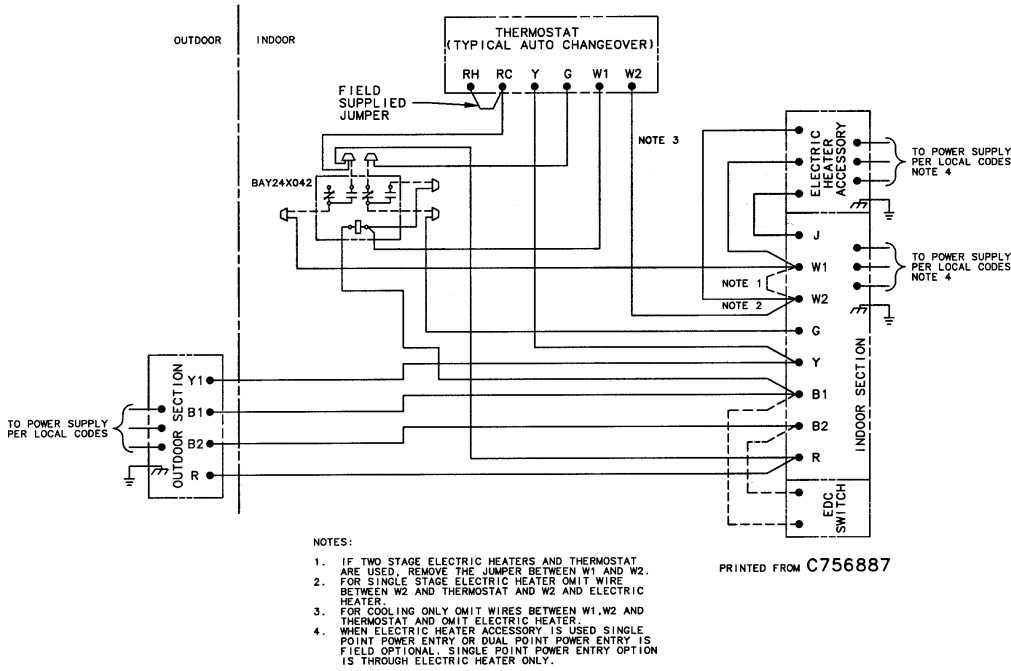 OUTDOOR
INDOOR
THERMOSTAT
(TYPICAL AUTO CHANGEOVER)
RH RC Y G W1 W2
FIELD
SUPPLIED
JUMPER
NOTE 3
BAY24X042
ELECTRIC
HEATER
ACCESSORY
TO POWER SUPPLY
PER LOCAL CODES
NOTE 4
J
W1
NOTE 1
W2
NOTE 2
G
Y
B1
B2
R
TO POWER SUPPLY
PER LOCAL CODES
NOTE 4
INDOOR SECTION
EDC
SWITCH
OUTDOOR SECTION
Y1
B1
B2
R
TO POWER SUPPLY
PER LOCAL CODES
NOTES:
1. IF TWO STAGE ELECTRIC HEATERS AND THERMOSTAT
ARE USED, REMOVE THE JUMPER BETWEEN W1 AND W2.
2. FOR SINGLE STAGE ELECTRIC HEATER OMIT WIRE
BETWEEN W2 AND THERMOSTAT AND W2 AND ELECTRIC
HEATER.
3. FOR COOLING ONLY OMIT WIRES BETWEEN W1,W2 AND
THERMOSTAT AND OMIT ELECTRIC HEATER.
4. WHEN ELECTRIC HEATER ACCESSORY IS USED SINGLE
POINT POWER ENTRY OR DUAL POINT POWER ENTRY IS
FIELD OPTIONAL. SINGLE POINT POWER ENTRY OPTION
IS THROUGH ELECTRIC HEATER ONLY.
PRINTED FROM C756887